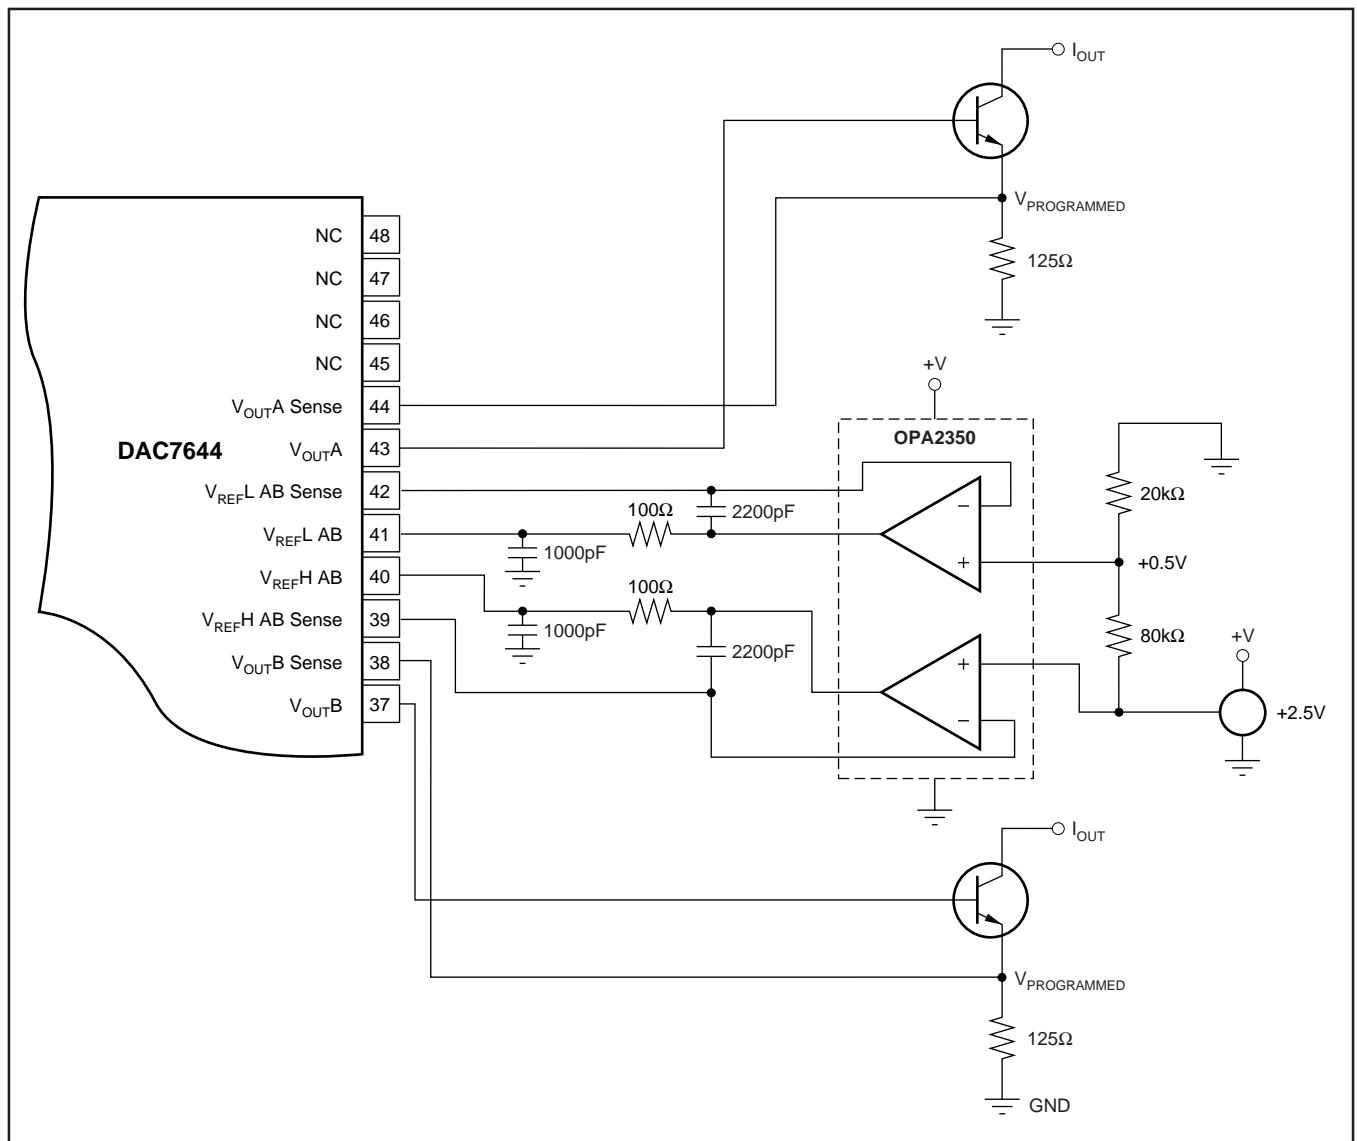 I_OUT
V_PROGRAMMED
125Ω
NC 48
NC 47
NC 46
NC 45
V_OUTA Sense 44
DAC7644
V_OUTA 43
V_REFL AB Sense 42
V_REFL AB 41
V_REFH AB 40
V_REFH AB Sense 39
V_OUTB Sense 38
V_OUTB 37
+V
OPA2350
100Ω
2200pF
1000pF
–
+
100Ω
2200pF
1000pF
+
–
20kΩ
+0.5V
80kΩ
+V
+2.5V
I_OUT
V_PROGRAMMED
125Ω
GND